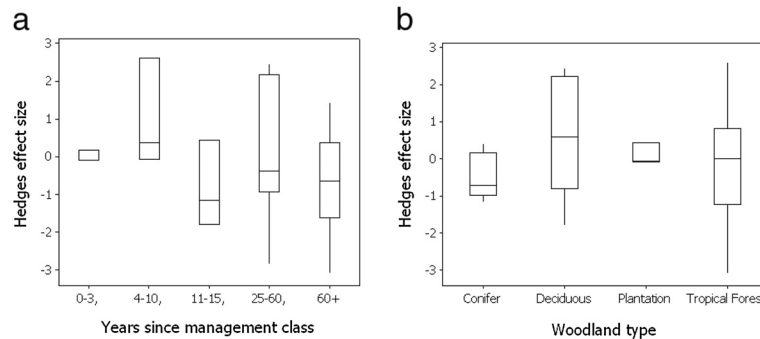 a
3
2
1
0
-1
-2
-3
Hedges effect size
0-3, 4-10, 11-15, 25-60, 60+
Years since management class
b
3
2
1
0
-1
-2
-3
Hedges effect size
Conifer Deciduous Plantation Tropical Fores
Woodland type